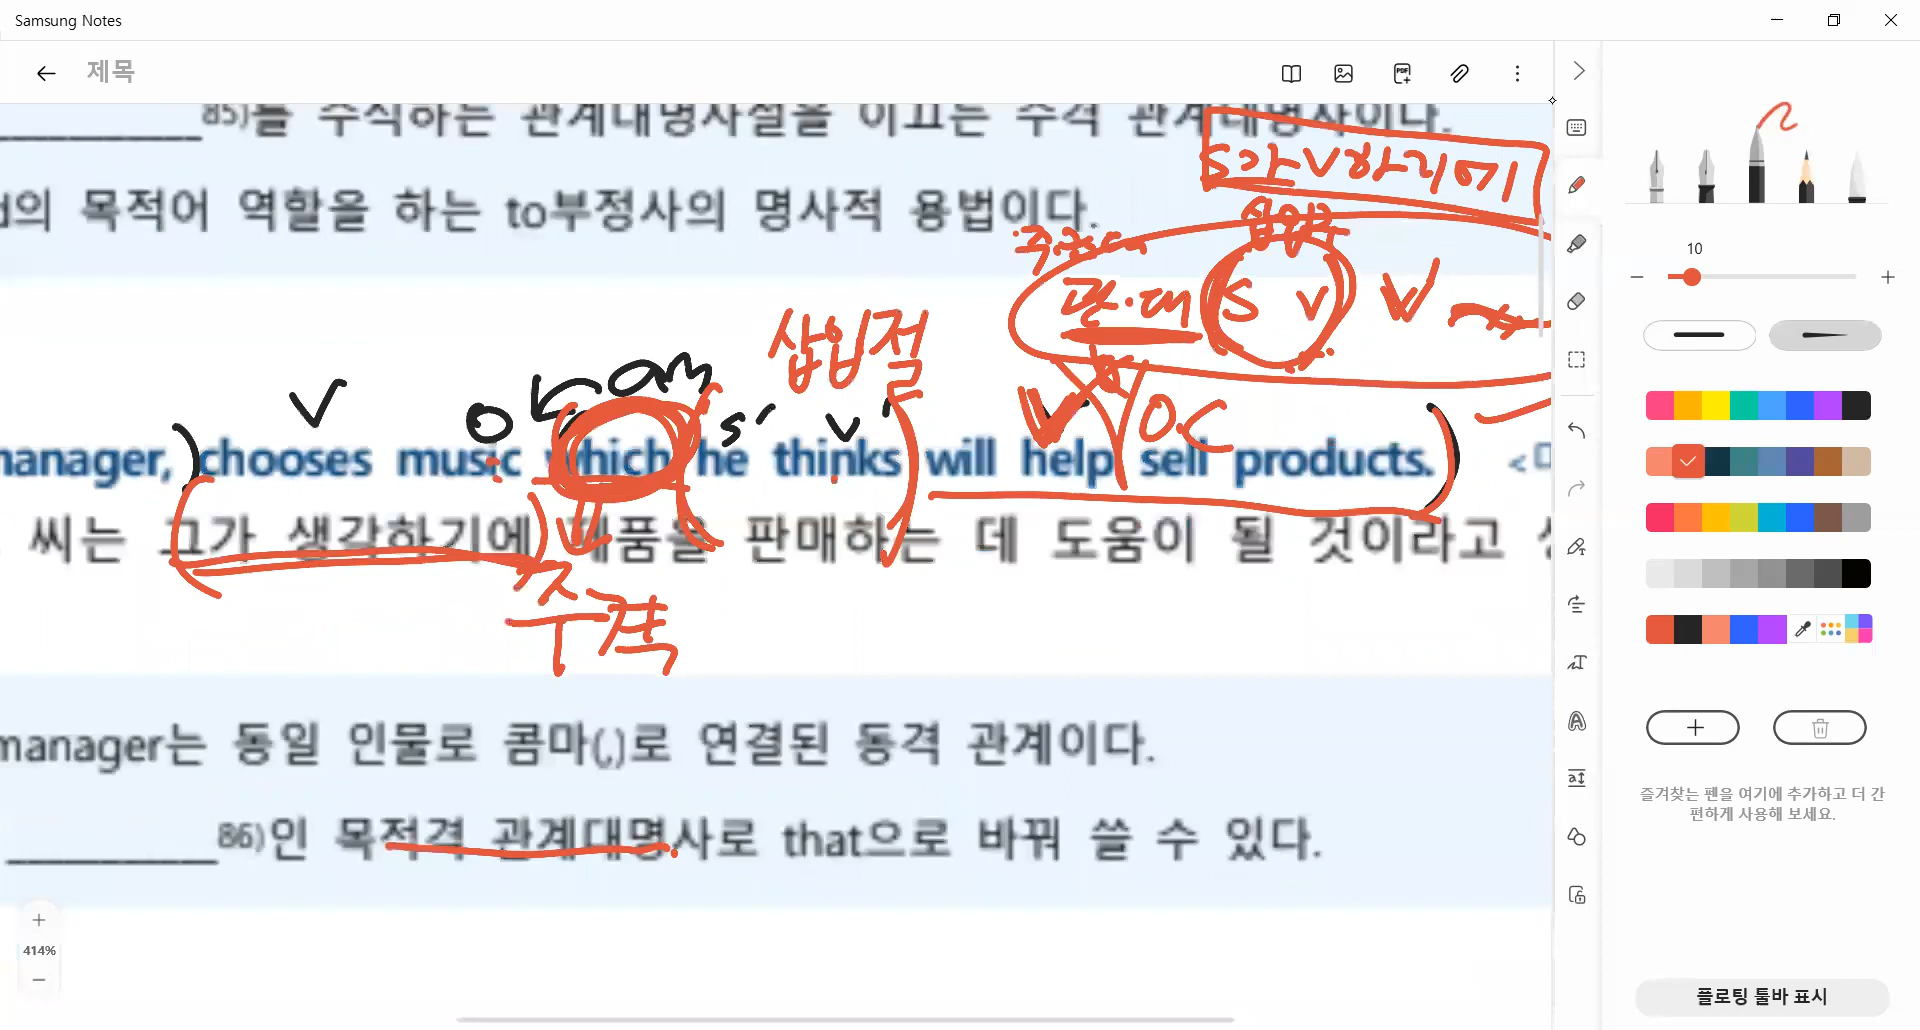 Samsung Notes
제목
85)를 수식하는 관계대명사절을 이끄는 주격 관계대명사이다.
S가 V하기에
d의 목적어 역할을 하는 to부정사의 명사적 용법이다.
삽입
주관대
관·대 S V V
삽입절
V O S' V' V O OC
manager, chooses music which he thinks will help sell products.
씨는 그가 생각하기에 제품을 판매하는 데 도움이 될 것이라고
주격
manager는 동일 인물로 콤마(,)로 연결된 동격 관계이다.
86)인 목적격 관계대명사로 that으로 바꿔 쓸 수 있다.
414%
10
즐겨찾는 펜을 여기에 추가하고 더 간
편하게 사용해 보세요.
플로팅 툴바 표시